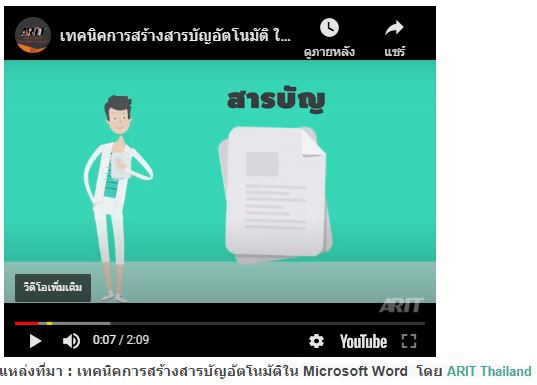 ARIT
เทคนิคการสร้างสารบัญอัตโนมัติ ใ...
ดูภายหลัง
แชร์
สารบัญ
วิดีโอเพิ่มเติม
ARIT
0:07 / 2:09
YouTube
แหล่งที่มา : เทคนิคการสร้างสารบัญอัตโนมัติใน Microsoft Word โดย ARIT Thailand